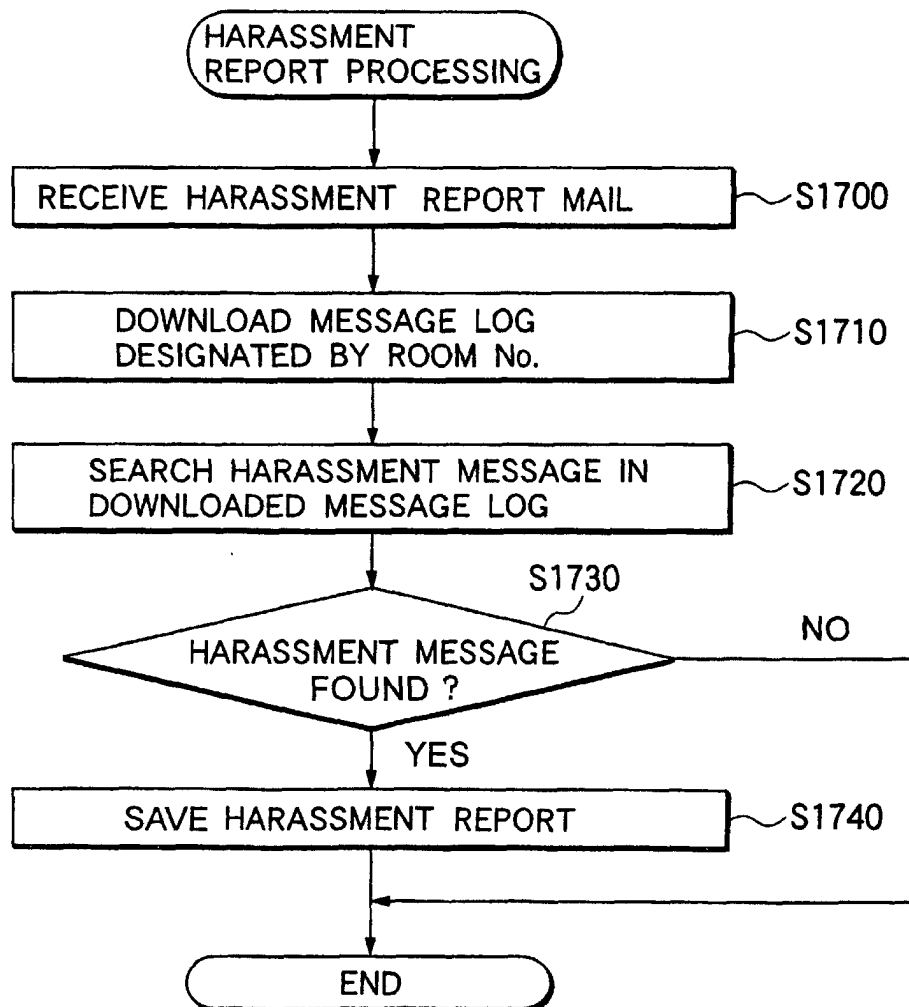 HARASSMENT
REPORT PROCESSING
RECEIVE HARASSMENT REPORT MAIL
S1700
DOWNLOAD MESSAGE LOG
DESIGNATED BY ROOM No.
S1710
SEARCH HARASSMENT MESSAGE IN
DOWNLOADED MESSAGE LOG
S1720
S1730
HARASSMENT MESSAGE
FOUND ?
NO
YES
SAVE HARASSMENT REPORT
S1740
END